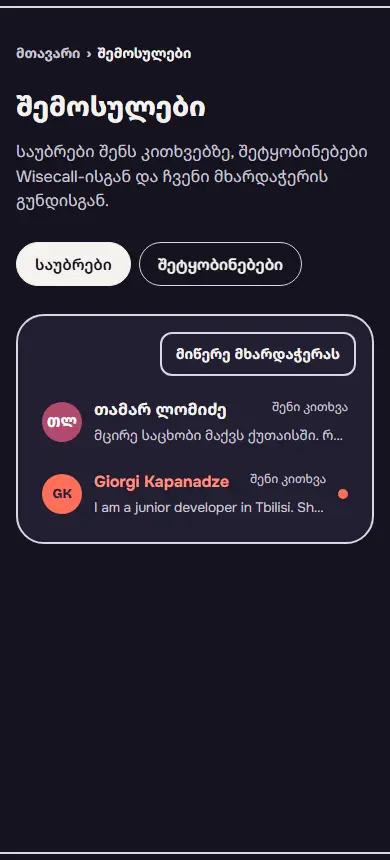 მთავარი › შემოსულები
შემოსულები
საუბრები შენს კითხვებზე, შეტყობინებები
Wisecall-ისგან და ჩვენი მხარდაჭერის
გუნდისგან.
საუბრები შეტყობინებები
მიწერე მხარდაჭერას
თლ თამარ ლომიძე შენი კითხვა
მცირე საცხობი მაქვს ქუთაისში. რ...
GK Giorgi Kapanadze შენი კითხვა
I am a junior developer in Tbilisi. Sh...